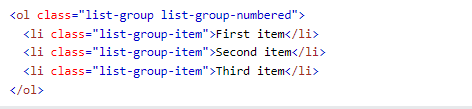 <ol class="list-group list-group-numbered">
  <li class="list-group-item">First item</li>
  <li class="list-group-item">Second item</li>
  <li class="list-group-item">Third item</li>
</ol>